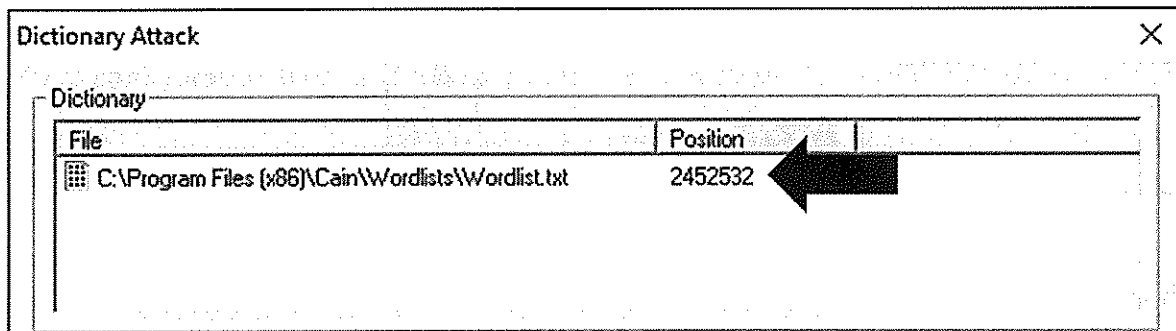 Dictionary Attack
Dictionary
File Position
C:\Program Files (x86)\Cain\Wordlists\Wordlist.txt 2452532